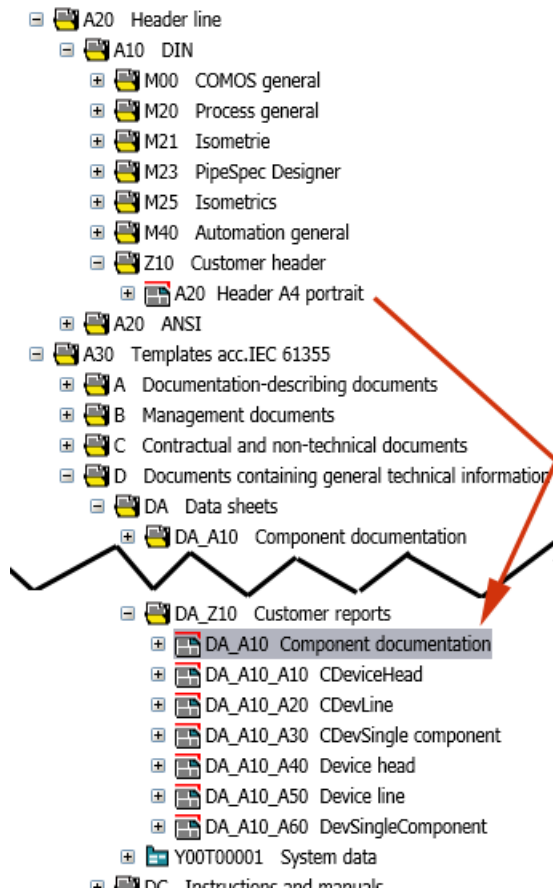 A20 Header line
A10 DIN
M00 COMOS general
M20 Process general
M21 Isometrie
M23 PipeSpec Designer
M25 Isometrics
M40 Automation general
Z10 Customer header
A20 Header A4 portrait
A20 ANSI
A30 Templates acc.IEC 61355
A Documentation-describing documents
B Management documents
C Contractual and non-technical documents
D Documents containing general technical information
DA Data sheets
DA_A10 Component documentation
DA_Z10 Customer reports
DA_A10 Component documentation
DA_A10_A10 CDeviceHead
DA_A10_A20 CDevLine
DA_A10_A30 CDevSingle component
DA_A10_A40 Device head
DA_A10_A50 Device line
DA_A10_A60 DevSingleComponent
Y00T00001 System data
DC Instructions and manuals